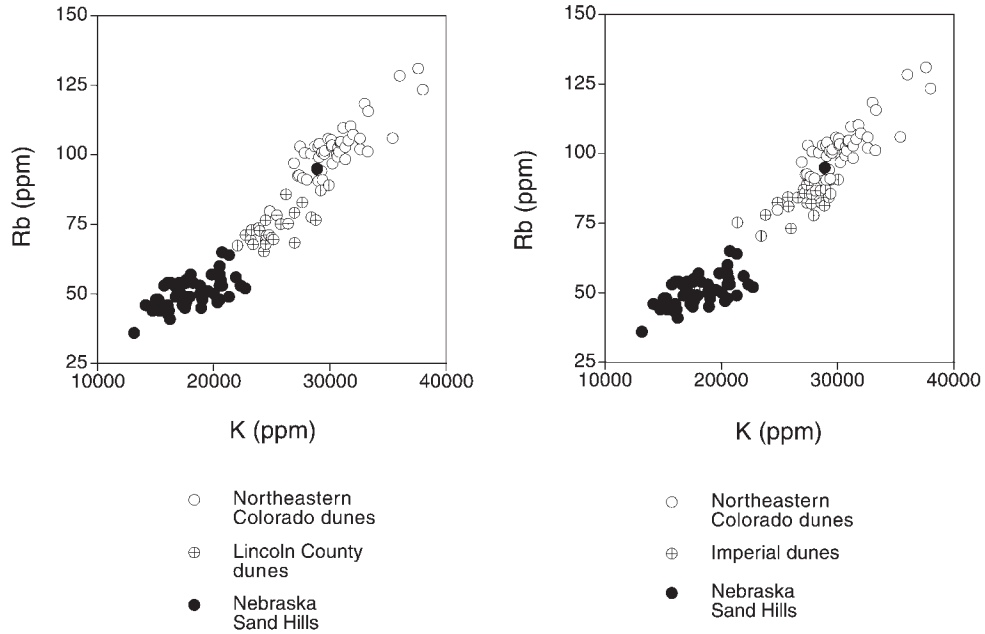 150
125
100
75
50
25
Rb (ppm)
10000 20000 30000 40000
K (ppm)
Northeastern
Colorado dunes
Lincoln County
dunes
Nebraska
Sand Hills
150
125
100
75
50
25
Rb (ppm)
10000 20000 30000 40000
K (ppm)
Northeastern
Colorado dunes
Imperial dunes
Nebraska
Sand Hills